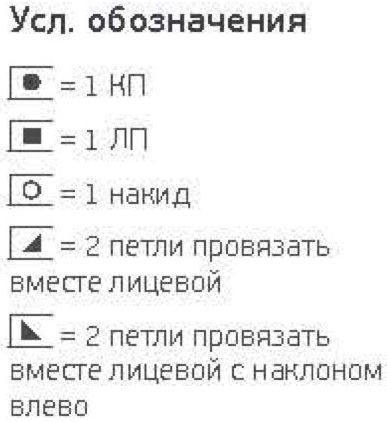 Усл. обозначения
= 1 КП
= 1 ЛП
= 1 накид
= 2 петли провязать
вместе лицевой
= 2 петли провязать
вместе лицевой с наклоном
влево